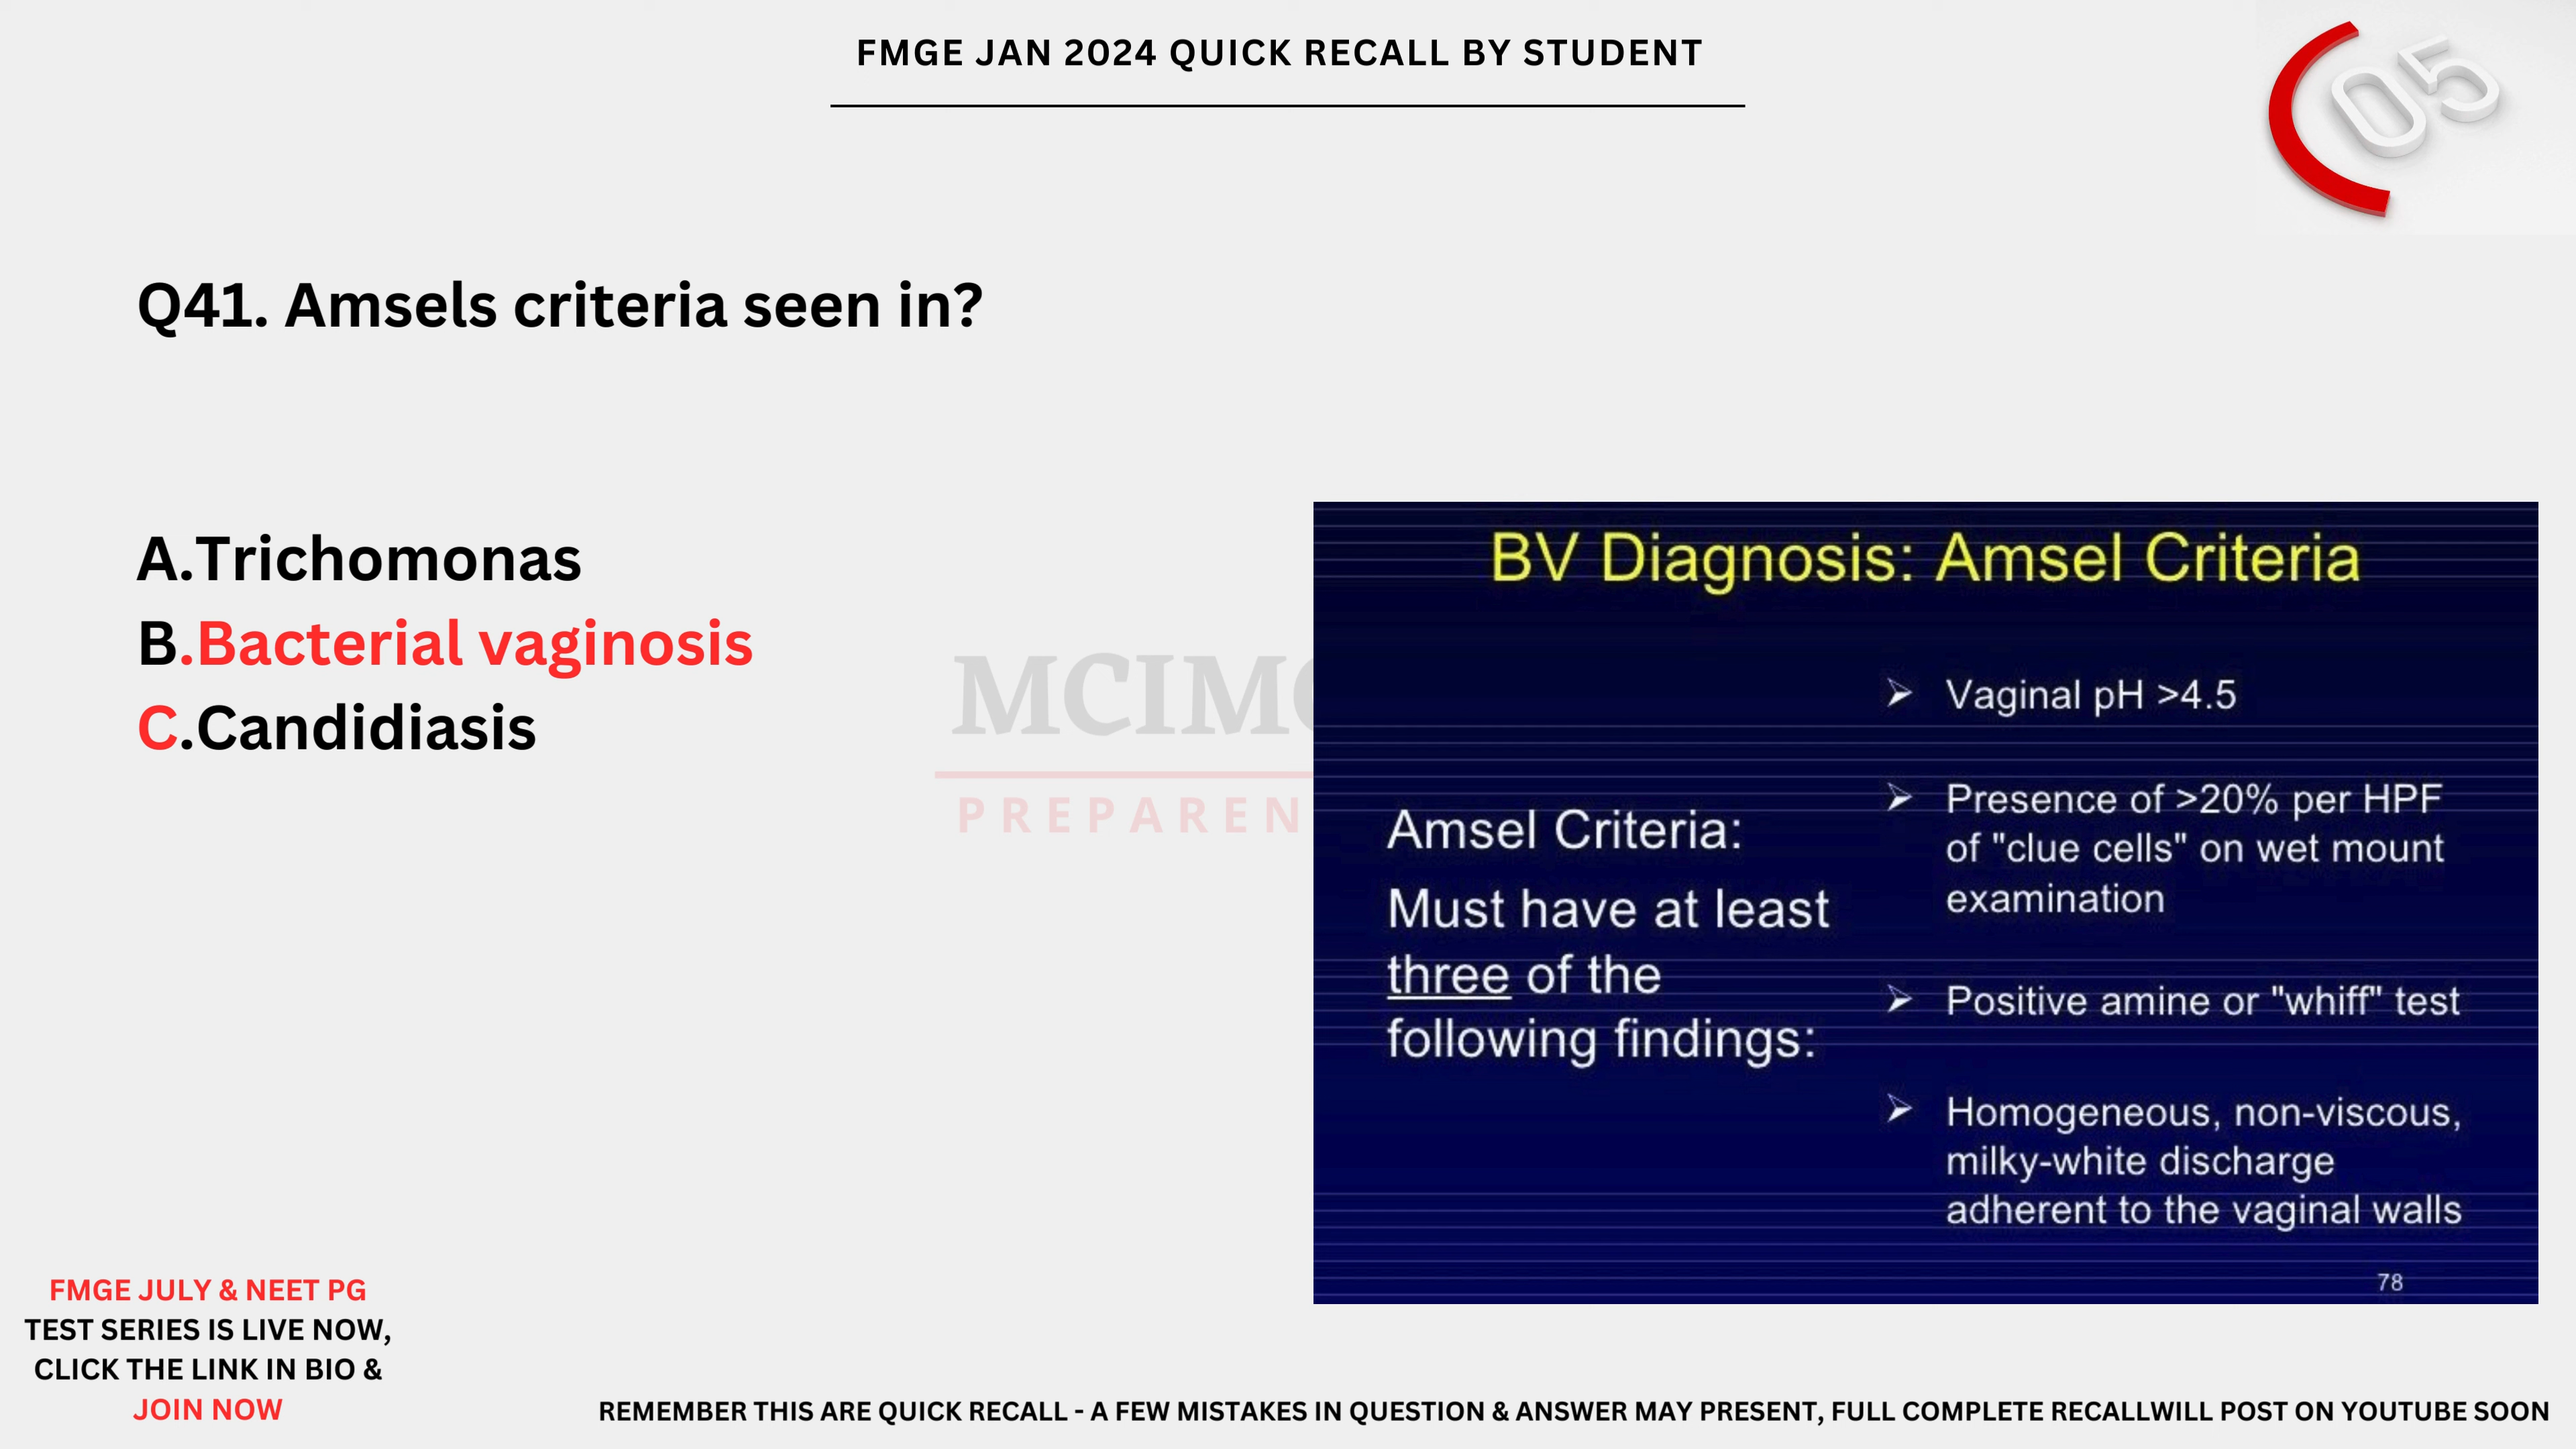 FMGE JAN 2024 QUICK RECALL BY STUDENT
05
Q41. Amsels criteria seen in?
A.Trichomonas
B.Bacterial vaginosis
C.Candidiasis
MCIM
PREPAREN
BV Diagnosis: Amsel Criteria
Amsel Criteria:
Must have at least
three of the
following findings:
➢ Vaginal pH >4.5
➢ Presence of >20% per HPF
of "clue cells" on wet mount
examination
➢ Positive amine or "whiff" test
➢ Homogeneous, non-viscous,
milky-white discharge
adherent to the vaginal walls
78
FMGE JULY & NEET PG
TEST SERIES IS LIVE NOW,
CLICK THE LINK IN BIO &
JOIN NOW
REMEMBER THIS ARE QUICK RECALL - A FEW MISTAKES IN QUESTION & ANSWER MAY PRESENT, FULL COMPLETE RECALLWILL POST ON YOUTUBE SOON